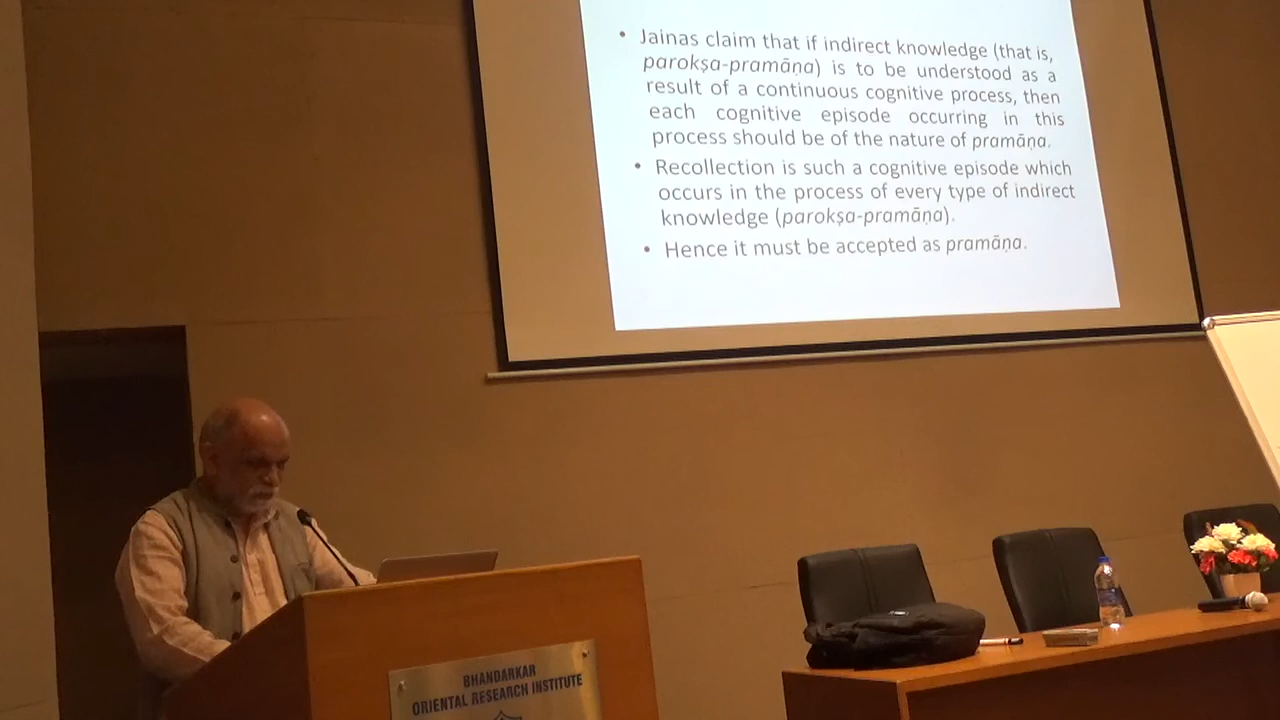 • Jainas claim that if indirect knowledge (that is,
parokṣa-pramāṇa) is to be understood as a
result of a continuous cognitive process, then
each cognitive episode occurring in this
process should be of the nature of pramāṇa.
• Recollection is such a cognitive episode which
occurs in the process of every type of indirect
knowledge (parokṣa-pramāṇa).
• Hence it must be accepted as pramāṇa.
BHANDARKAR
ORIENTAL RESEARCH INSTITUTE